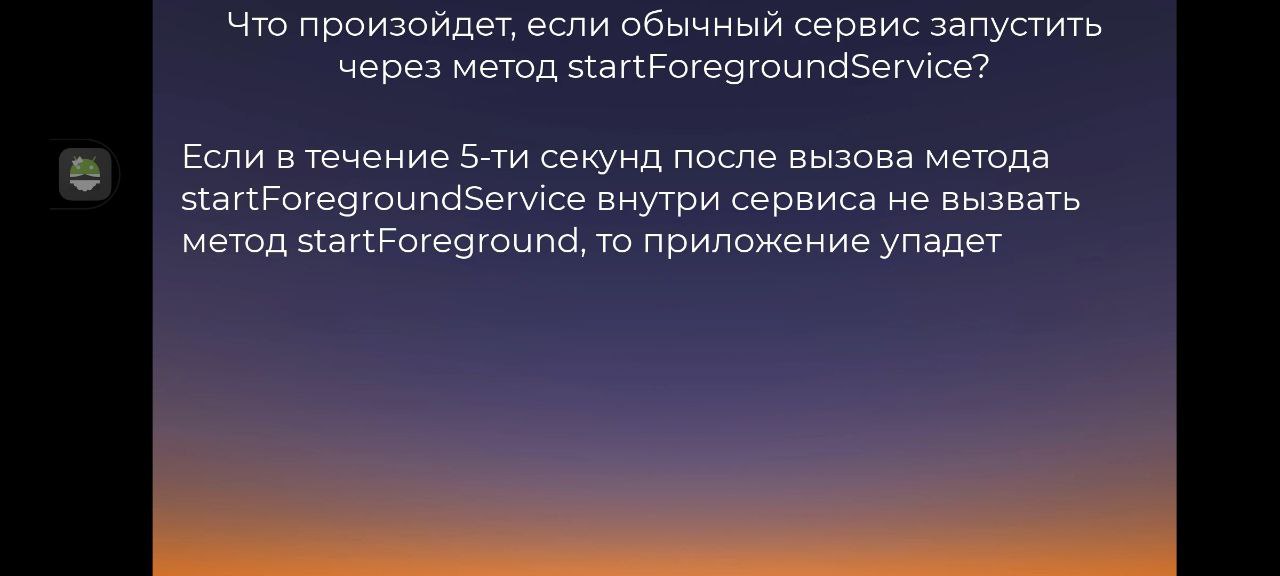 Что произойдет, если обычный сервис запустить
через метод startForegroundService?
Если в течение 5-ти секунд после вызова метода
startForegroundService внутри сервиса не вызвать
метод startForeground, то приложение упадет